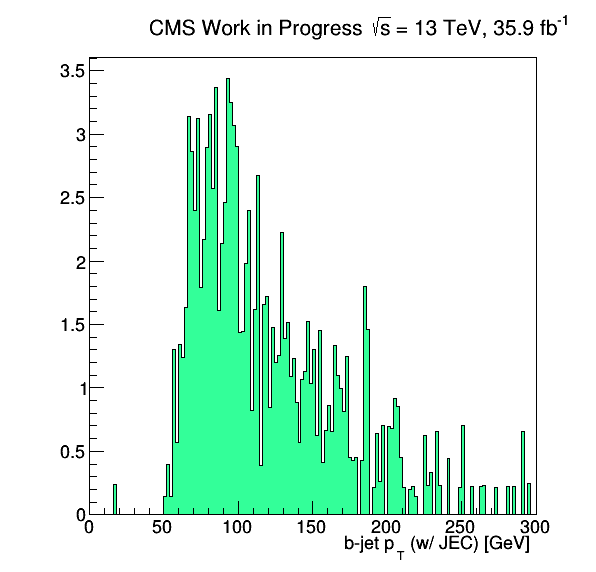 CMS Work in Progress √s = 13 TeV, 35.9 fb⁻¹
3.5
3
2.5
2
1.5
1
0.5
0
0 50 100 150 200 250 300
b-jet p_T (w/ JEC) [GeV]